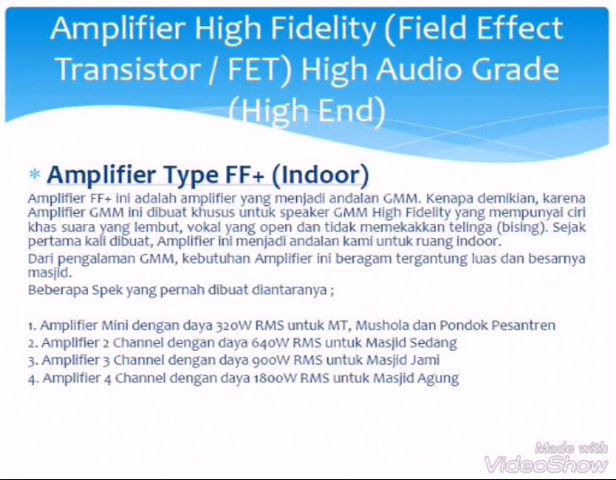 Amplifier High Fidelity (Field Effect
Transistor / FET) High Audio Grade
(High End)
* Amplifier Type FF+ (Indoor)
Amplifier FF+ ini adalah amplifier yang menjadi andalan GMM. Kenapa demikian, karena
Amplifier GMM ini dibuat khusus untuk speaker GMM High Fidelity yang mempunyai ciri
khas suara yang lembut, vokal yang open dan tidak memekakkan telinga (bising). Sejak
pertama kali dibuat, Amplifier ini menjadi andalan kami untuk ruang indoor.
Dari pengalaman GMM, kebutuhan Amplifier ini beragam tergantung luas dan besarnya
masjid.
Beberapa Spek yang pernah dibuat diantaranya ;
1. Amplifier Mini dengan daya 320W RMS untuk MT, Mushola dan Pondok Pesantren
2. Amplifier 2 Channel dengan daya 640W RMS untuk Masjid Sedang
3. Amplifier 3 Channel dengan daya 900W RMS untuk Masjid Jami
4. Amplifier 4 Channel dengan daya 1800W RMS untuk Masjid Agung
Made with
VideoShow